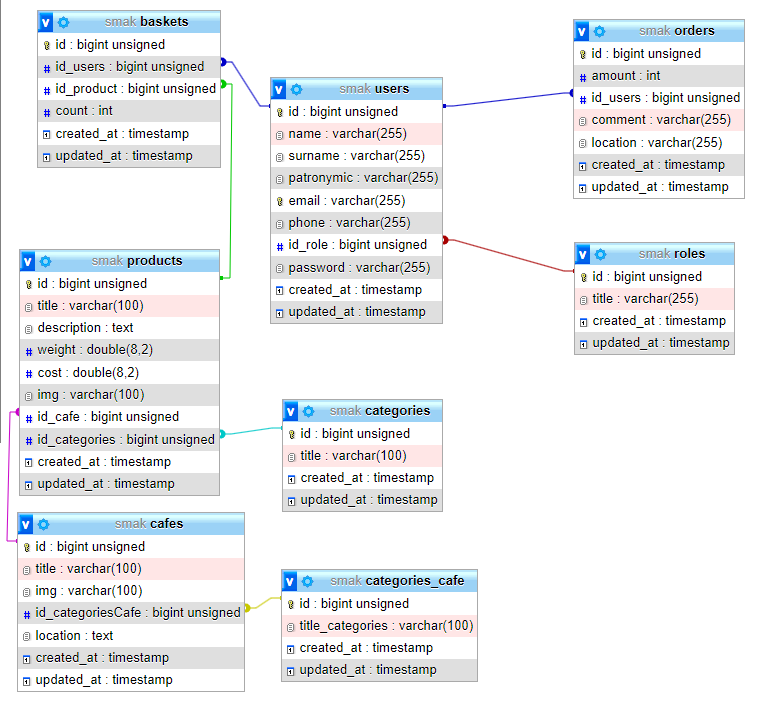 smak baskets
id : bigint unsigned
id_users : bigint unsigned
id_product : bigint unsigned
count : int
created_at : timestamp
updated_at : timestamp
smak users
id : bigint unsigned
name : varchar(255)
surname : varchar(255)
patronymic : varchar(255)
email : varchar(255)
phone : varchar(255)
id_role : bigint unsigned
password : varchar(255)
created_at : timestamp
updated_at : timestamp
smak orders
id : bigint unsigned
amount : int
id_users : bigint unsigned
comment : varchar(255)
location : varchar(255)
created_at : timestamp
updated_at : timestamp
smak products
id : bigint unsigned
title : varchar(100)
description : text
weight : double(8,2)
cost : double(8,2)
img : varchar(100)
id_cafe : bigint unsigned
id_categories : bigint unsigned
created_at : timestamp
updated_at : timestamp
smak roles
id : bigint unsigned
title : varchar(255)
created_at : timestamp
updated_at : timestamp
smak categories
id : bigint unsigned
title : varchar(100)
created_at : timestamp
updated_at : timestamp
smak cafes
id : bigint unsigned
title : varchar(100)
img : varchar(100)
id_categoriesCafe : bigint unsigned
location : text
created_at : timestamp
updated_at : timestamp
smak categories_cafe
id : bigint unsigned
title_categories : varchar(100)
created_at : timestamp
updated_at : timestamp